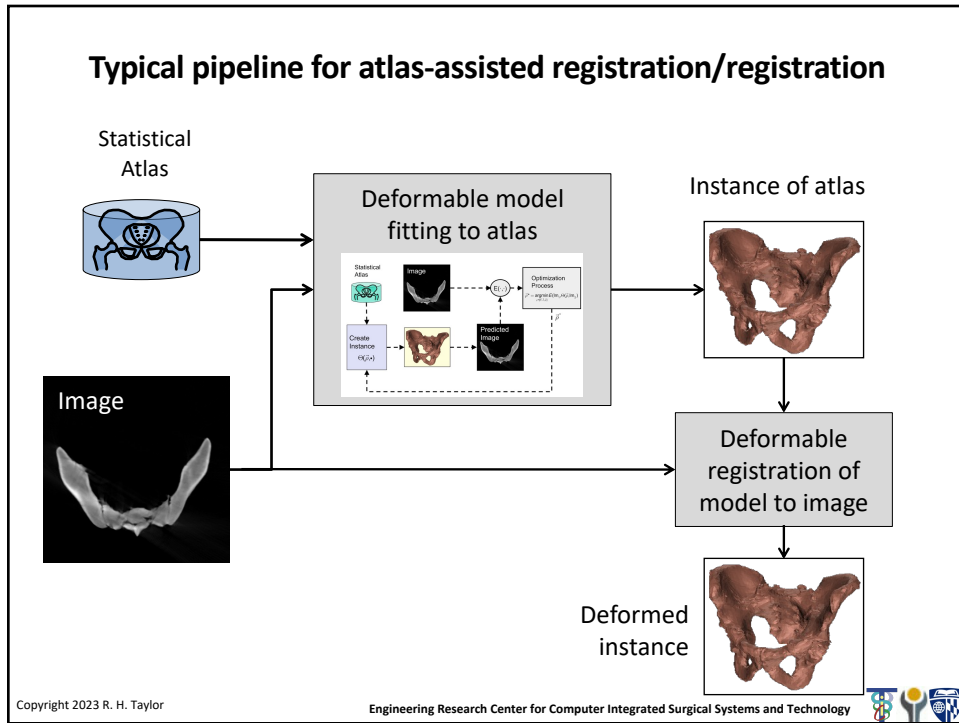 Typical pipeline for atlas-assisted registration/registration
Statistical
Atlas
Deformable model
fitting to atlas
Statistical
Atlas
Image
E(·,·)
Optimization
Process
Create
Instance
Predicted
Image
Instance of atlas
Image
Deformable
registration of
model to image
Deformed
instance
Copyright 2023 R. H. Taylor
Engineering Research Center for Computer Integrated Surgical Systems and Technology